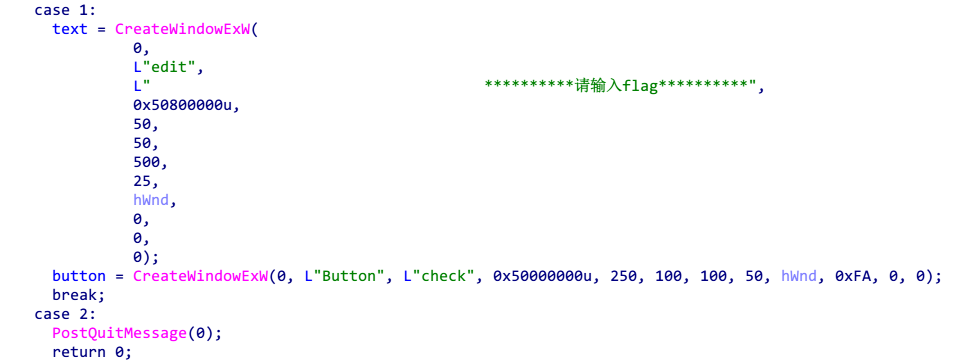 case 1:
text = CreateWindowExW(
0,
L"edit",
L"                                     **********请输入flag**********",
0x50800000u,
50,
50,
500,
25,
hWnd,
0,
0,
0);
button = CreateWindowExW(0, L"Button", L"check", 0x50000000u, 250, 100, 100, 50, hWnd, 0xFA, 0, 0);
break;
case 2:
PostQuitMessage(0);
return 0;